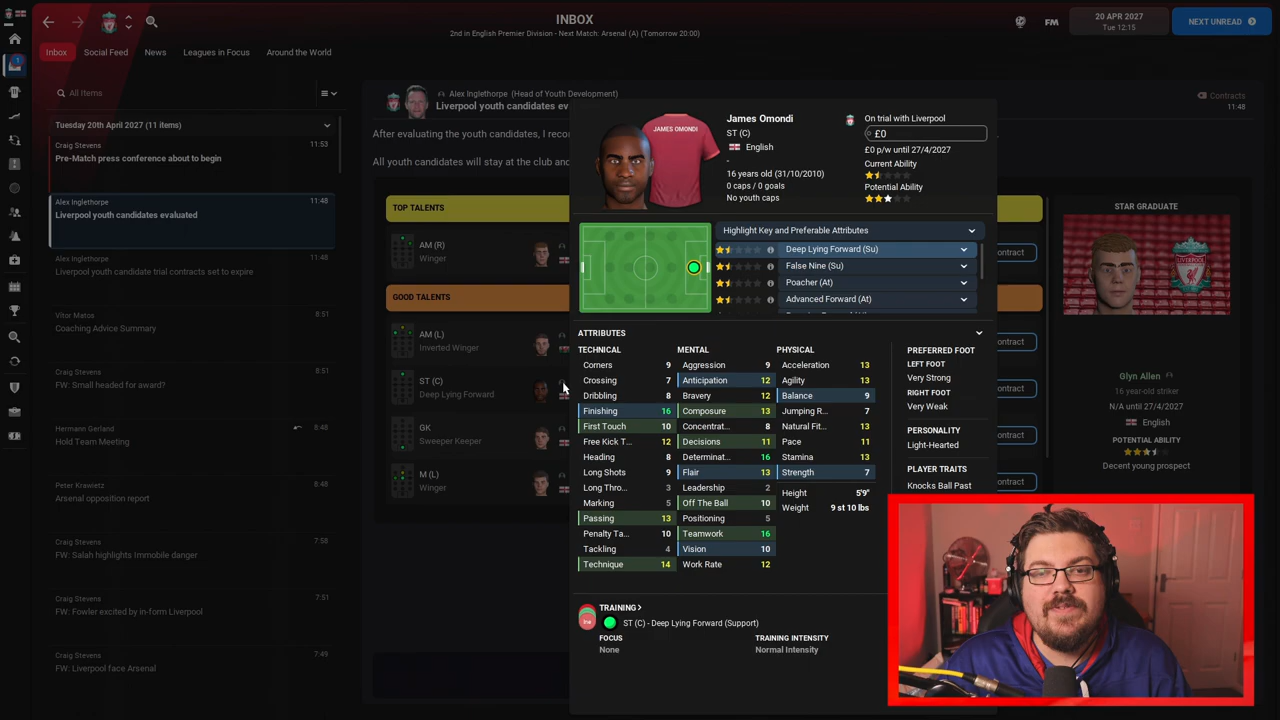 INBOX
2nd in English Premier Division - Next Match: Arsenal (A) (Tomorrow 20:00)
FM
20 APR 2027
Tue 12:15
NEXT UNREAD
Inbox
Social Feed
News
Leagues in Focus
Around the World
All Items
Tuesday 20th April 2027 (11 items)
Craig Stevens
11:53
Pre-Match press conference about to begin
Alex Inglethorpe
11:48
Liverpool youth candidates evaluated
Alex Inglethorpe
11:48
Liverpool youth candidate trial contracts set to expire
Vitor Matos
8:51
Coaching Advice Summary
Craig Stevens
8:51
FW: Small headed for award?
Hermann Gerland
8:48
Hold Team Meeting
Peter Krawietz
8:48
Arsenal opposition report
Craig Stevens
7:58
FW: Salah highlights Immobile danger
Craig Stevens
7:51
FW: Fowler excited by in-form Liverpool
Craig Stevens
7:49
FW: Liverpool face Arsenal
Alex Inglethorpe (Head of Youth Development)
Liverpool youth candidates ev
Contracts
11:48
After evaluating the youth candidates, I reco
All youth candidates will stay at the club and
TOP TALENTS
AM (R)
Winger
GOOD TALENTS
AM (L)
Inverted Winger
ST (C)
Deep Lying Forward
GK
Sweeper Keeper
M (L)
Winger
ontract
ontract
ontract
ontract
ontract
STAR GRADUATE
Glyn Allen
16-year-old striker
N/A until 27/4/2027
English
POTENTIAL ABILITY
Decent young prospect
JAMES OMONDI
James Omondi
ST (C)
English
-
16 years old (31/10/2010)
0 caps / 0 goals
No youth caps
On trial with Liverpool
£0
£0 p/w until 27/4/2027
Current Ability
Potential Ability
Highlight Key and Preferable Attributes
Deep Lying Forward (Su)
False Nine (Su)
Poacher (At)
Advanced Forward (At)
ATTRIBUTES
TECHNICAL
Corners 9
Crossing 7
Dribbling 8
Finishing 16
First Touch 10
Free Kick T... 12
Heading 8
Long Shots 9
Long Thro... 3
Marking 5
Passing 13
Penalty Ta... 10
Tackling 4
Technique 14
MENTAL
Aggression 9
Anticipation 12
Bravery 12
Composure 13
Concentrat... 8
Decisions 11
Determinat... 16
Flair 13
Leadership 2
Off The Ball 10
Positioning 5
Teamwork 16
Vision 10
Work Rate 12
PHYSICAL
Acceleration 13
Agility 13
Balance 9
Jumping R... 7
Natural Fit... 13
Pace 11
Stamina 13
Strength 7
Height 5'9"
Weight 9 st 10 lbs
PREFERRED FOOT
LEFT FOOT
Very Strong
RIGHT FOOT
Very Weak
PERSONALITY
Light-Hearted
PLAYER TRAITS
Knocks Ball Past
TRAINING
ST (C) - Deep Lying Forward (Support)
FOCUS
None
TRAINING INTENSITY
Normal Intensity